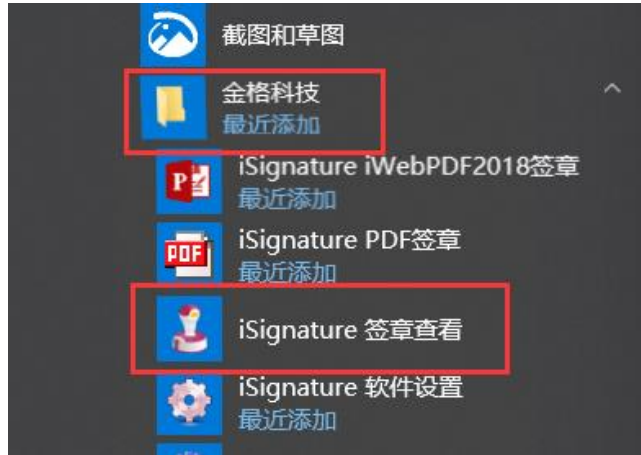 截图和草图
金格科技
最近添加
iSignature iWebPDF2018签章
最近添加
PDF
iSignature PDF签章
最近添加
iSignature 签章查看
iSignature 软件设置
最近添加